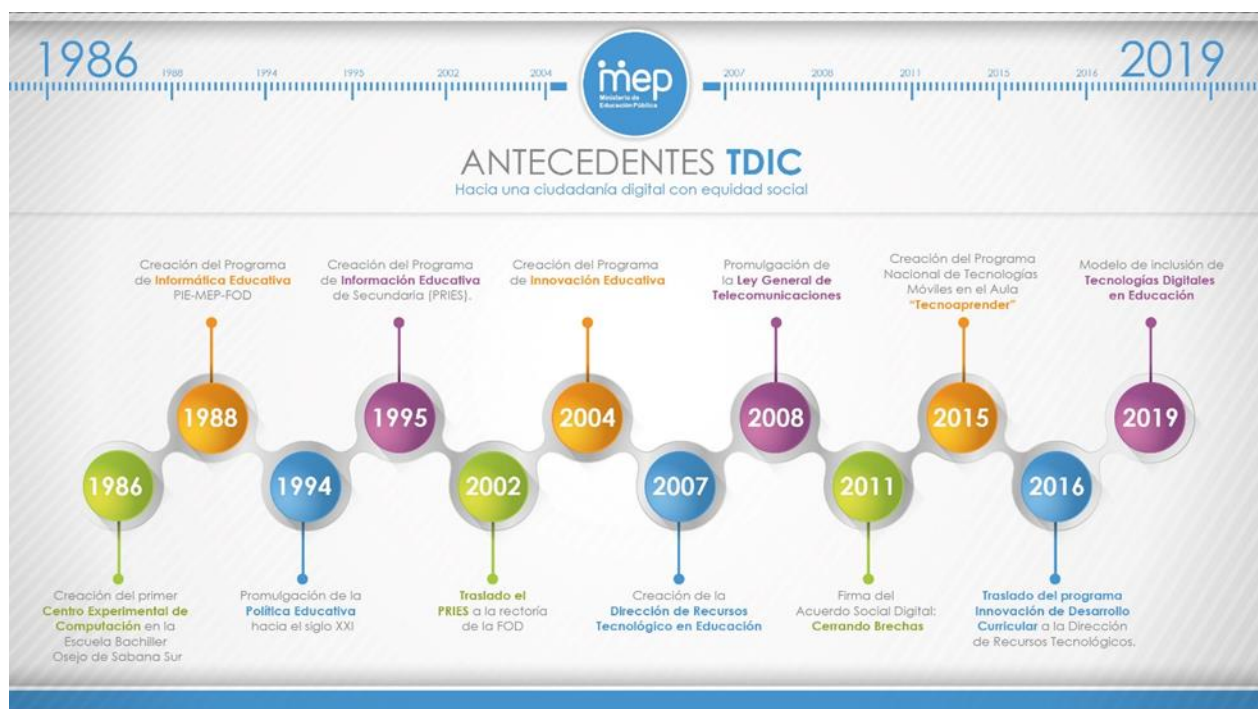 1986
1988
1994
1995
2002
2004
mep
Ministerio de
Educación Pública
2007
2008
2011
2015
2016
2019
ANTECEDENTES TDIC
Hacia una ciudadanía digital con equidad social
Creación del Programa
de Informática Educativa
PIE-MEP-FOD
Creación del Programa
de Información Educativa
de Secundaria (PRIES).
Creación del Programa
de Innovación Educativa
Promulgación de
la Ley General de
Telecomunicaciones
Creación del Programa
Nacional de Tecnologías
Móviles en el Aula
"Tecnoaprender"
Modelo de inclusión de
Tecnologías Digitales
en Educación
1988
1995
2004
2008
2015
2019
1986
1994
2002
2007
2011
2016
Creación del primer
Centro Experimental de
Computación en la
Escuela Bachiller
Osejo de Sabana Sur
Promulgación de la
Política Educativa
hacia el siglo XXI
Traslado el
PRIES a la rectoría
de la FOD
Creación de la
Dirección de Recursos
Tecnológico en Educación
Firma del
Acuerdo Social Digital:
Cerrando Brechas
Traslado del programa
Innovación de Desarrollo
Curricular a la Dirección
de Recursos Tecnológicos.